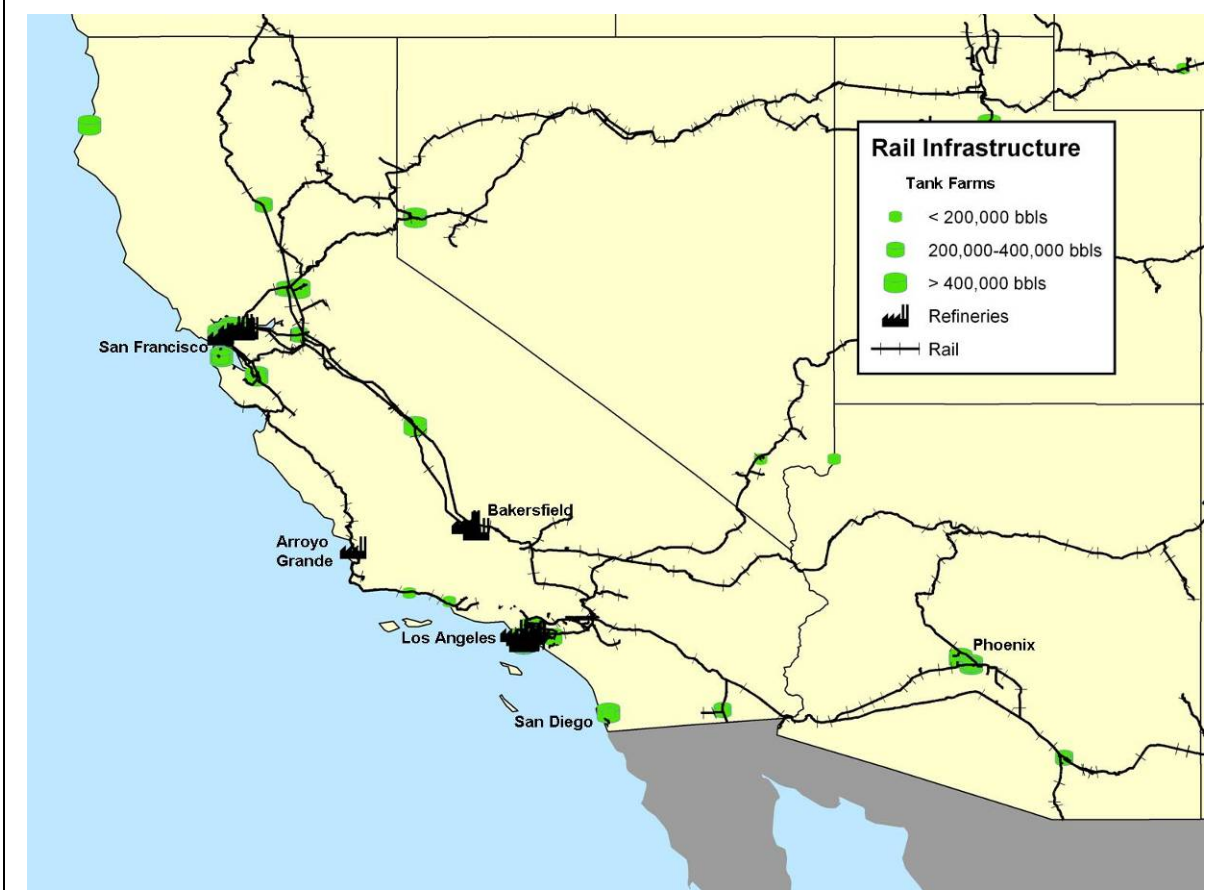 Rail Infrastructure
Tank Farms
< 200,000 bbls
200,000-400,000 bbls
> 400,000 bbls
Refineries
Rail
San Francisco
Bakersfield
Arroyo
Grande
Los Angeles
Phoenix
San Diego